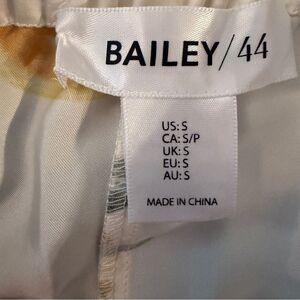 BAILEY/44
US: S
CA: S/P
UK: S
EU: S
AU: S
MADE IN CHINA